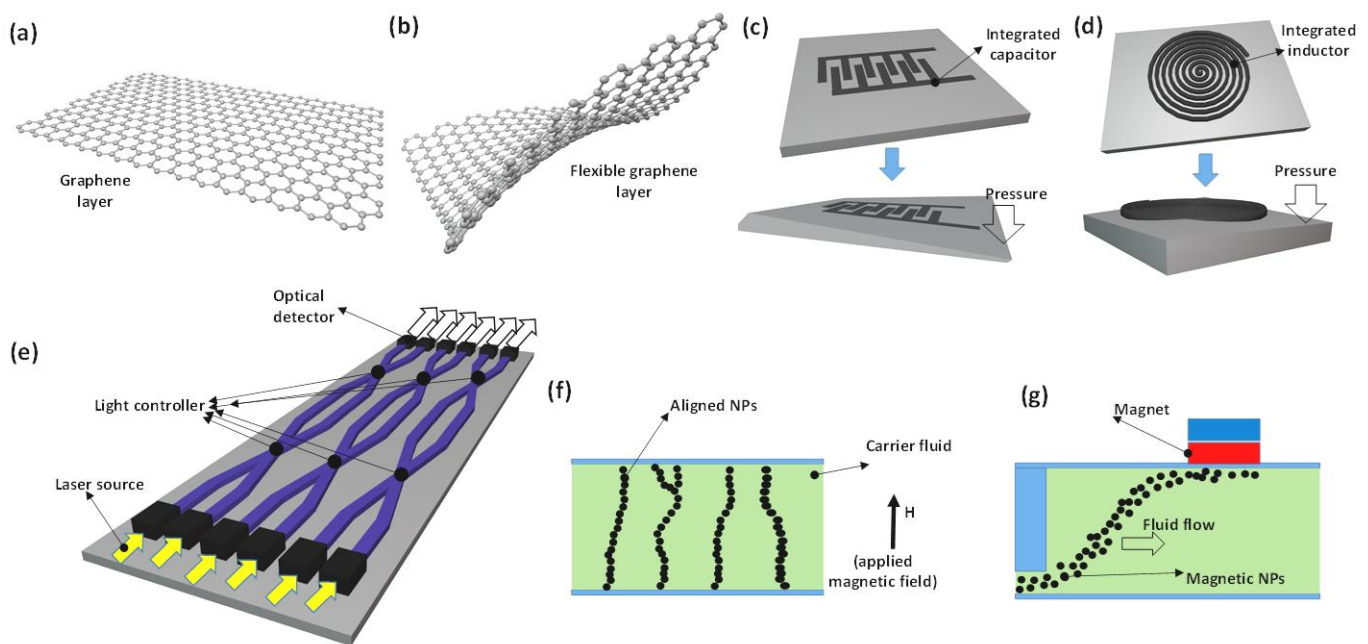 (a)
Graphene
layer
(b)
Flexible graphene
layer
(c)
Integrated
capacitor
Pressure
(d)
Integrated
inductor
Pressure
(e)
Optical
detector
Light controller
Laser source
(f)
Aligned NPs
Carrier fluid
H
(applied
magnetic field)
(g)
Magnet
Fluid flow
Magnetic NPs